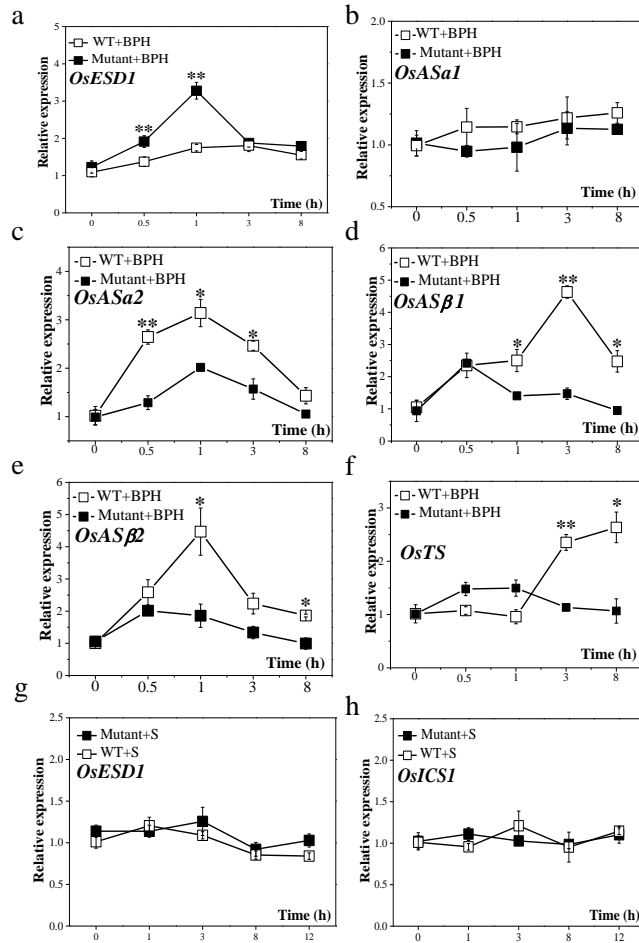 a
Relative expression
5
4
3
2
1
0
WT+BPH
Mutant+BPH
OsESD1
**
**
Time (h)
0 0.5 1 3 8
b
Relative expression
2.0
1.5
1.0
0.5
WT+BPH
Mutant+BPH
OsASa1
Time (h)
0 0.5 1 3 8
c
Relative expression
5
4
3
2
1
WT+BPH
Mutant+BPH
OsASa2
**
*
*
Time (h)
0 0.5 1 3 8
d
Relative expression
6
5
4
3
2
1
0
WT+BPH
Mutant+BPH
OsASβ1
*
**
*
Time (h)
0 0.5 1 3 8
e
Relative expression
6
5
4
3
2
1
0
WT+BPH
Mutant+BPH
OsASβ2
*
*
Time (h)
0 0.5 1 3 8
f
Relative expression
3
2
1
0
WT+BPH
Mutant+BPH
OsTS
**
*
Time (h)
0 0.5 1 3 8
g
Relative expression
2.5
2.0
1.5
1.0
0.5
0.0
Mutant+S
WT+S
OsESD1
Time (h)
0 1 3 8 12
h
Relative expression
2.5
2.0
1.5
1.0
0.5
0.0
Mutant+S
WT+S
OsICS1
Time (h)
0 1 3 8 12